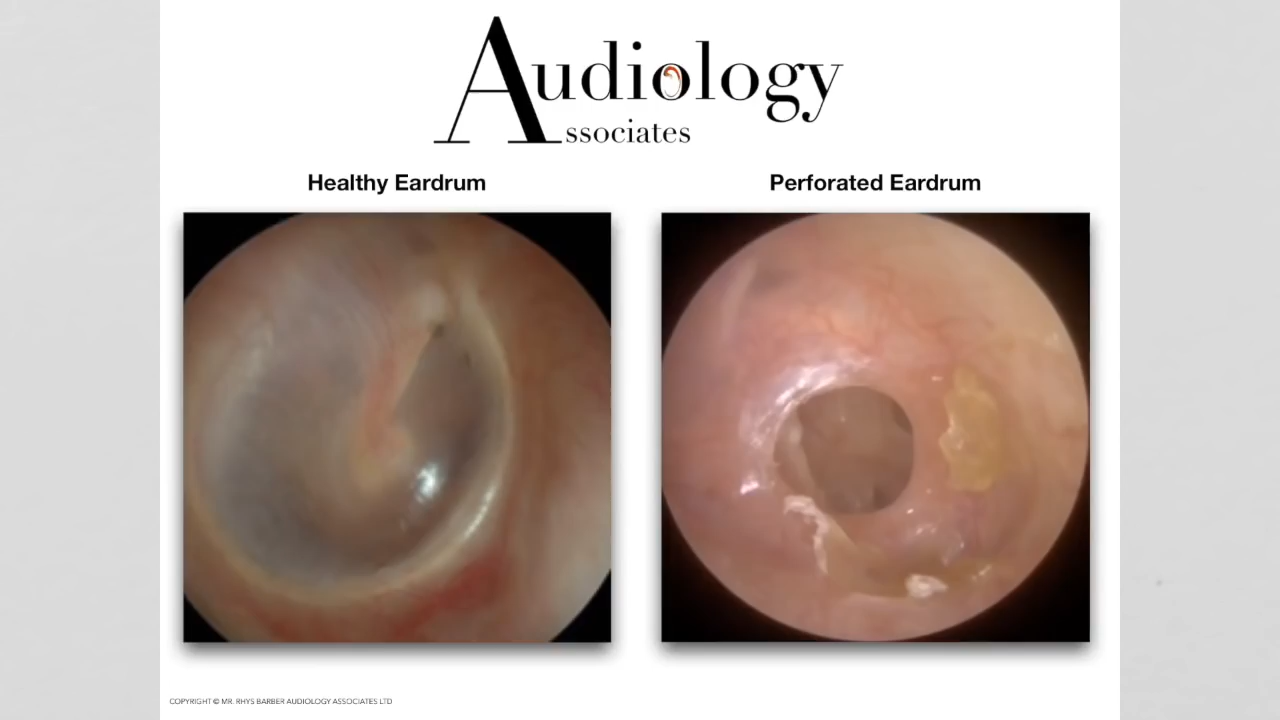 Audiology
Associates
Healthy Eardrum
Perforated Eardrum
COPYRIGHT © MR. RHYS BARBER AUDIOLOGY ASSOCIATES LTD